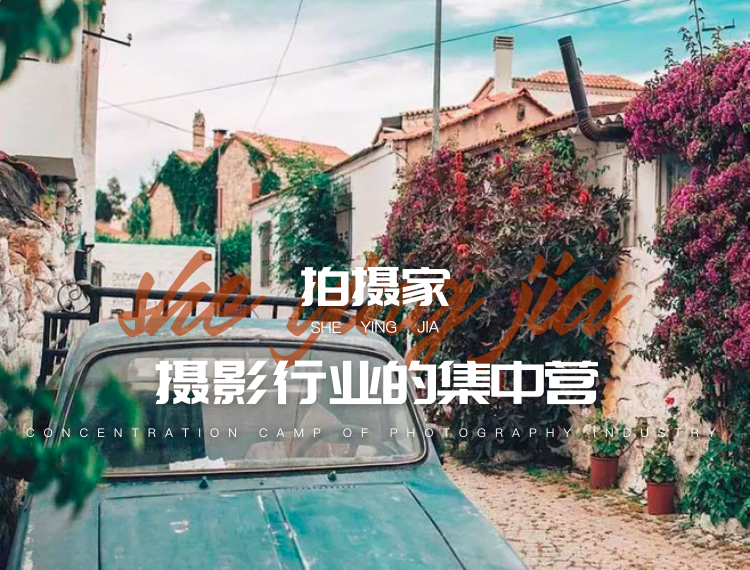 she ying jia
拍摄家
SHE YING JIA
摄影行业的集中营
CONCENTRATION CAMP OF PHOTOGRAPHY INDUSTRY